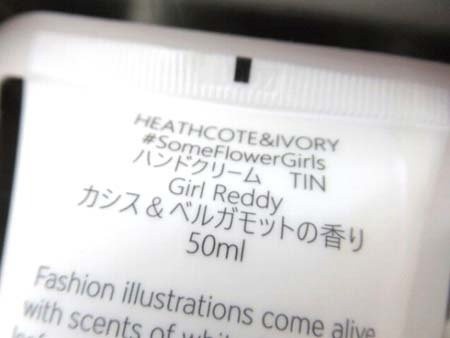 HEATHCOTE&IVORY
#SomeFlowerGirls
ハンドクリーム TIN
Girl Reddy
カシス&ベルガモットの香り
50ml
Fashion illustrations come alive
with scents of